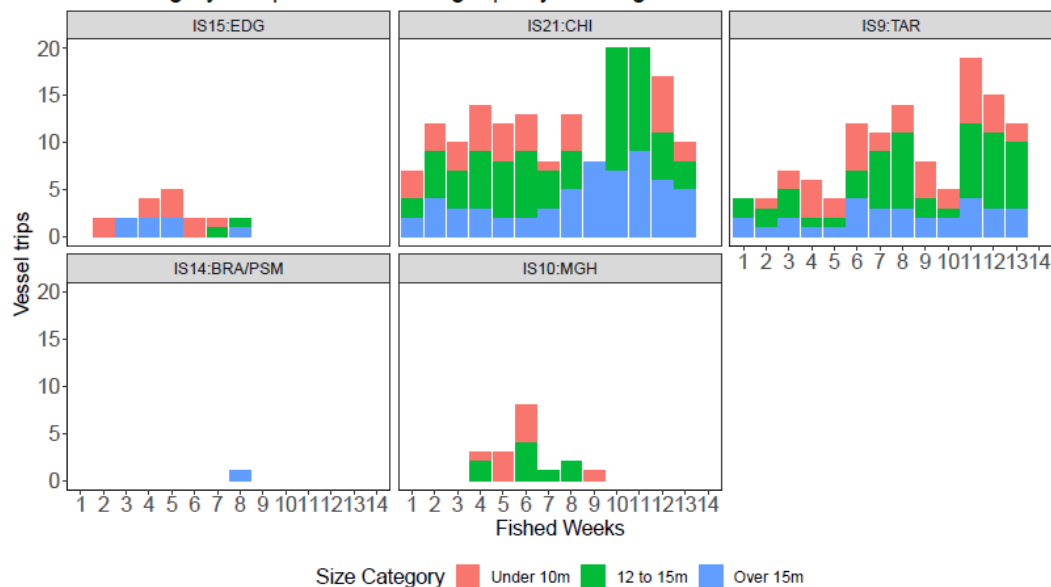 IS15:EDG IS21:CHI IS9:TAR
20
15
10
5
0
1 2 3 4 5 6 7 8 9 10 11 12 13 14
IS14:BRA/PSM IS10:MGH
20
15
10
5
0
1 2 3 4 5 6 7 8 9 10 11 12 13 14 1 2 3 4 5 6 7 8 9 10 11 12 13 14
Vessel trips
Fished Weeks
Size Category Under 10m 12 to 15m Over 15m